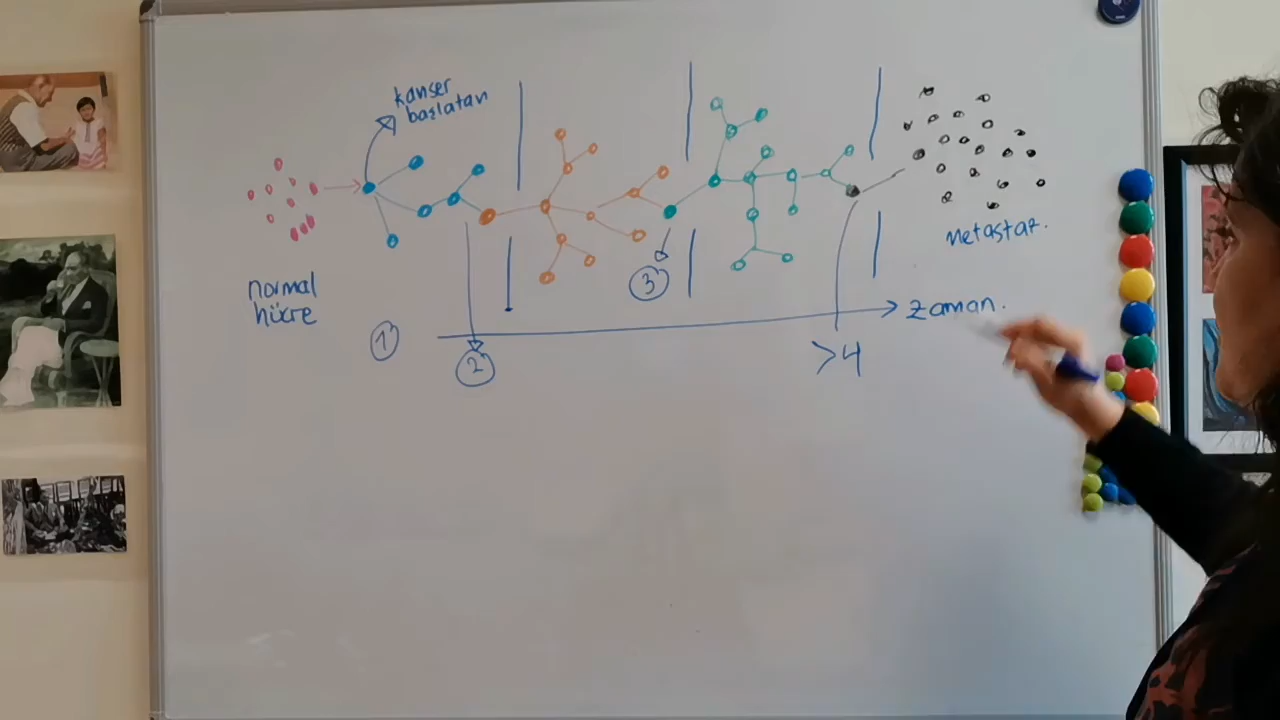 kanser
başlatan
normal
hücre
1
2
3
>4
zaman.
metastaz.